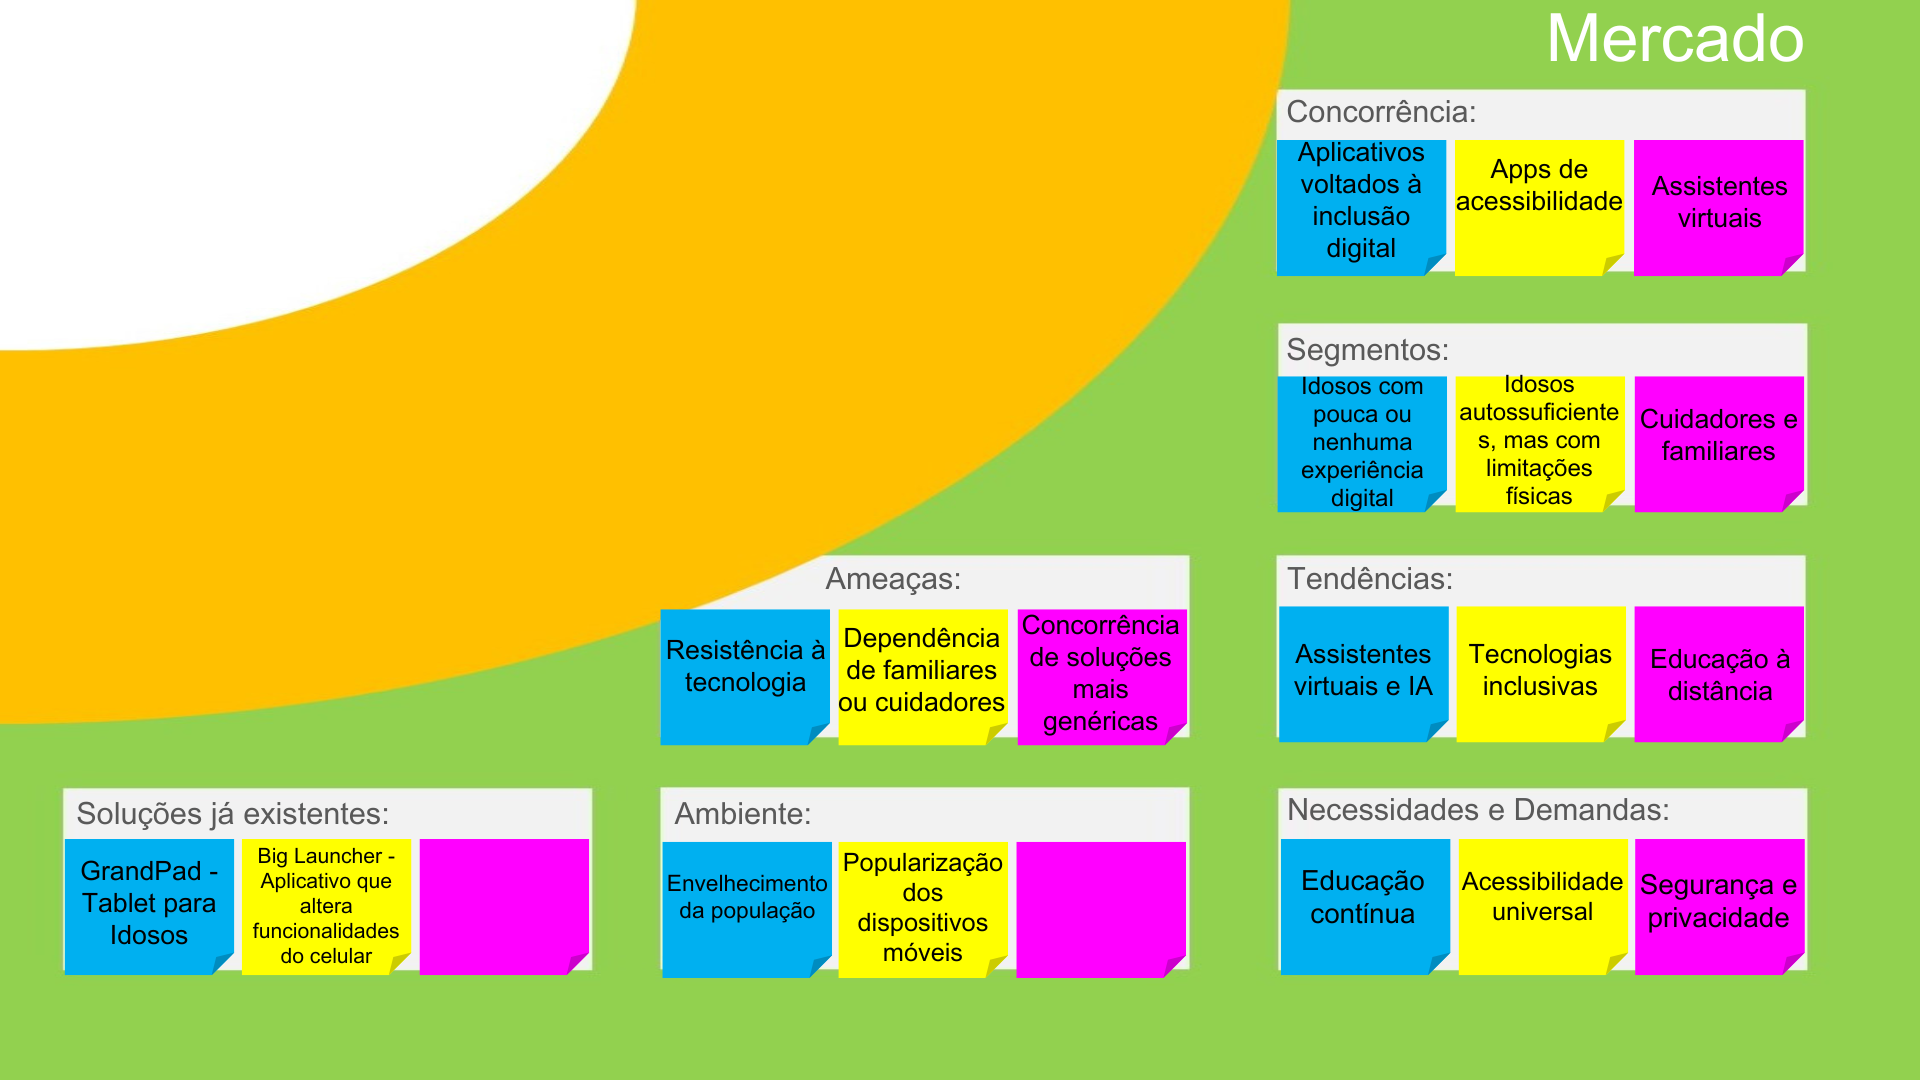 Mercado
Concorrência:
Aplicativos
voltados à
inclusão
digital
Apps de
acessibilidade
Assistentes
virtuais
Segmentos:
Idosos com
pouca ou
nenhuma
experiência
digital
Idosos
autossuficiente
s, mas com
limitações
físicas
Cuidadores e
familiares
Ameaças:
Resistência à
tecnologia
Dependência
de familiares
ou cuidadores
Concorrência
de soluções
mais
genéricas
Tendências:
Assistentes
virtuais e IA
Tecnologias
inclusivas
Educação à
distância
Soluções já existentes:
GrandPad -
Tablet para
Idosos
Big Launcher -
Aplicativo que
altera
funcionalidades
do celular
Ambiente:
Envelhecimento
da população
Popularização
dos
dispositivos
móveis
Necessidades e Demandas:
Educação
contínua
Acessibilidade
universal
Segurança e
privacidade